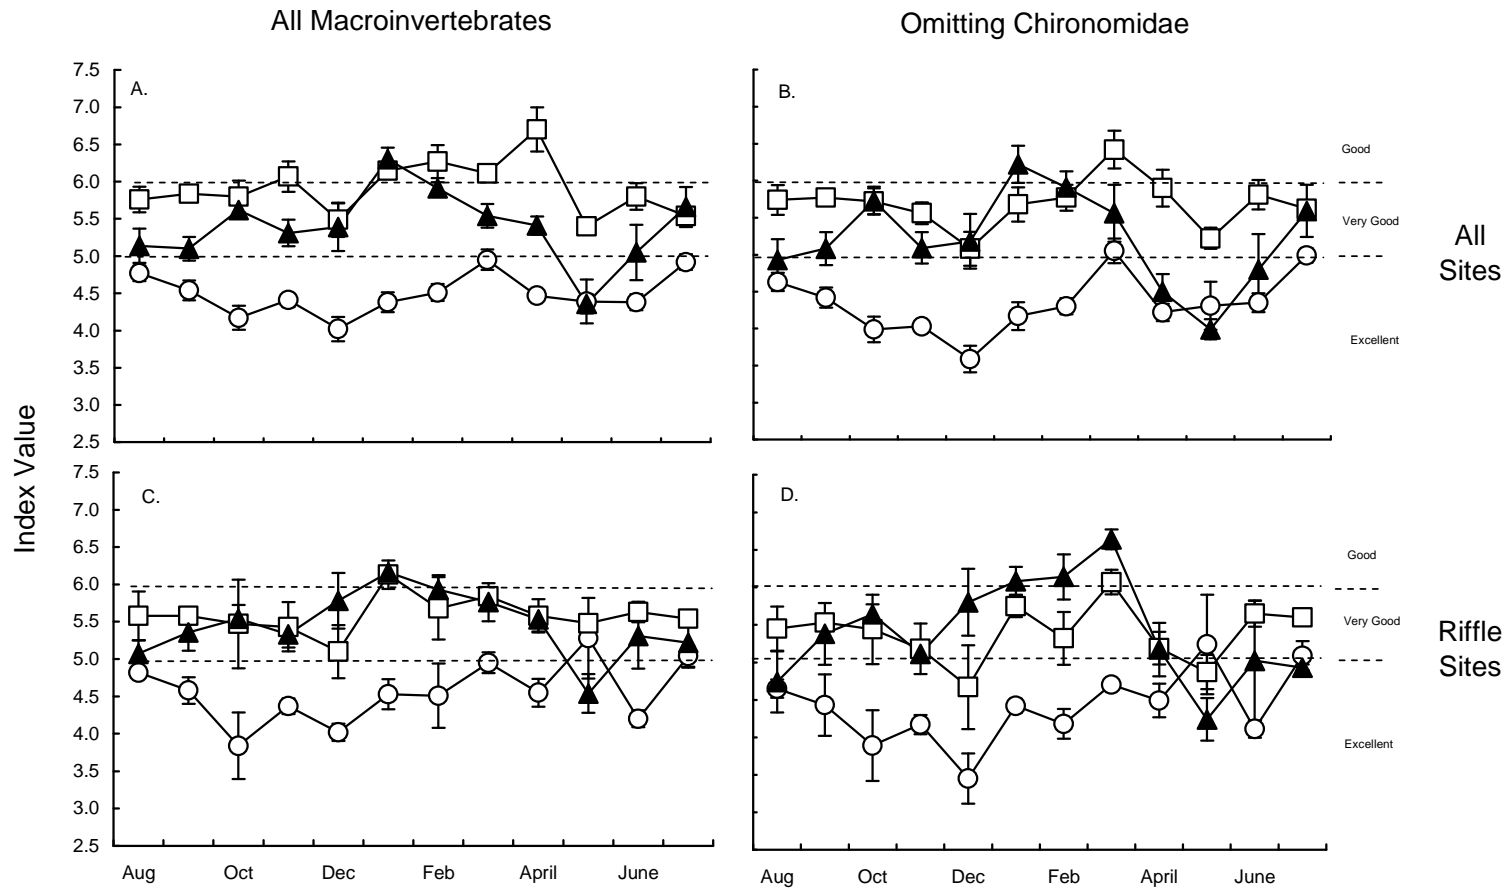 All Macroinvertebrates
Omitting Chironomidae
A.
7.5
7.0
6.5
6.0
5.5
5.0
4.5
4.0
3.5
3.0
2.5
B.
Good
Very Good
Excellent
All
Sites
Index Value
C.
7.5
7.0
6.5
6.0
5.5
5.0
4.5
4.0
3.5
3.0
2.5
Aug Oct Dec Feb April June
D.
Good
Very Good
Excellent
Riffle
Sites
Aug Oct Dec Feb April June